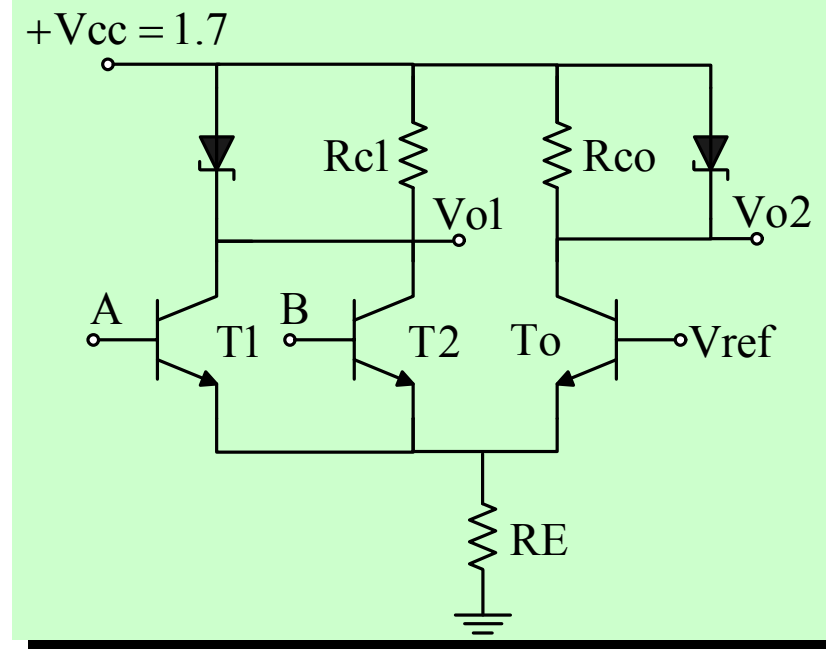 +Vcc = 1.7
Rc1
Rco
Vo1
Vo2
A
T1
B
T2
To
Vref
RE